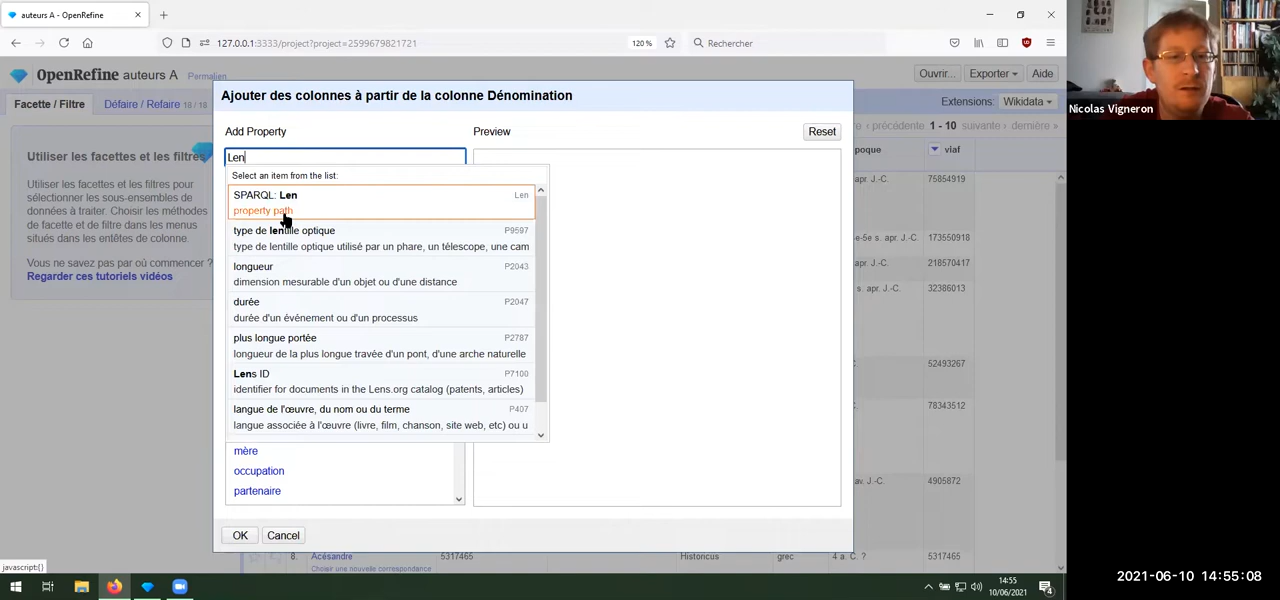 auteurs A - OpenRefine
127.0.0.1:3333/project?project=2599679821721
120 %
Rechercher
OpenRefine auteurs A Permalien
Ouvrir...
Exporter
Aide
Facette / Filtre
Défaire / Refaire 18 / 18
Extensions:
Wikidata
Utiliser les facettes et les filtres
Utiliser les facettes et les filtres pour
sélectionner les sous-ensembles de
données à traiter. Choisir les méthodes
de facette et de filtre dans les menus
situés dans les entêtes de colonne.
Vous ne savez pas par où commencer ?
Regarder ces tutoriels vidéos
précédente 1 - 10 suivante › dernière »
poque
viaf
apr. J.-C.
75854919
e-5e s. apr. J.-C.
173550918
apr. J.-C.
218570417
s. apr. J.-C.
32386013
52493267
C.
78343512
av. J.-C.
4905872
8. Acésandre 5317465 Historicus grec 4 a. C. ? 5317465
Choisir une nouvelle correspondance
Ajouter des colonnes à partir de la colonne Dénomination
Add Property
Preview
Reset
Len
Select an item from the list:
SPARQL: Len
Len
property path
type de lentille optique
P9597
type de lentille optique utilisé par un phare, un télescope, une cam
longueur
P2043
dimension mesurable d'un objet ou d'une distance
durée
P2047
durée d'un événement ou d'un processus
plus longue portée
P2787
longueur de la plus longue travée d'un pont, d'une arche naturelle
Lens ID
P7100
identifier for documents in the Lens.org catalog (patents, articles)
langue de l'œuvre, du nom ou du terme
P407
langue associée à l'œuvre (livre, film, chanson, site web, etc) ou u
mère
occupation
partenaire
OK
Cancel
javascript:{}
14:55
10/06/2021
4
Nicolas Vigneron
2021-06-10 14:55:08